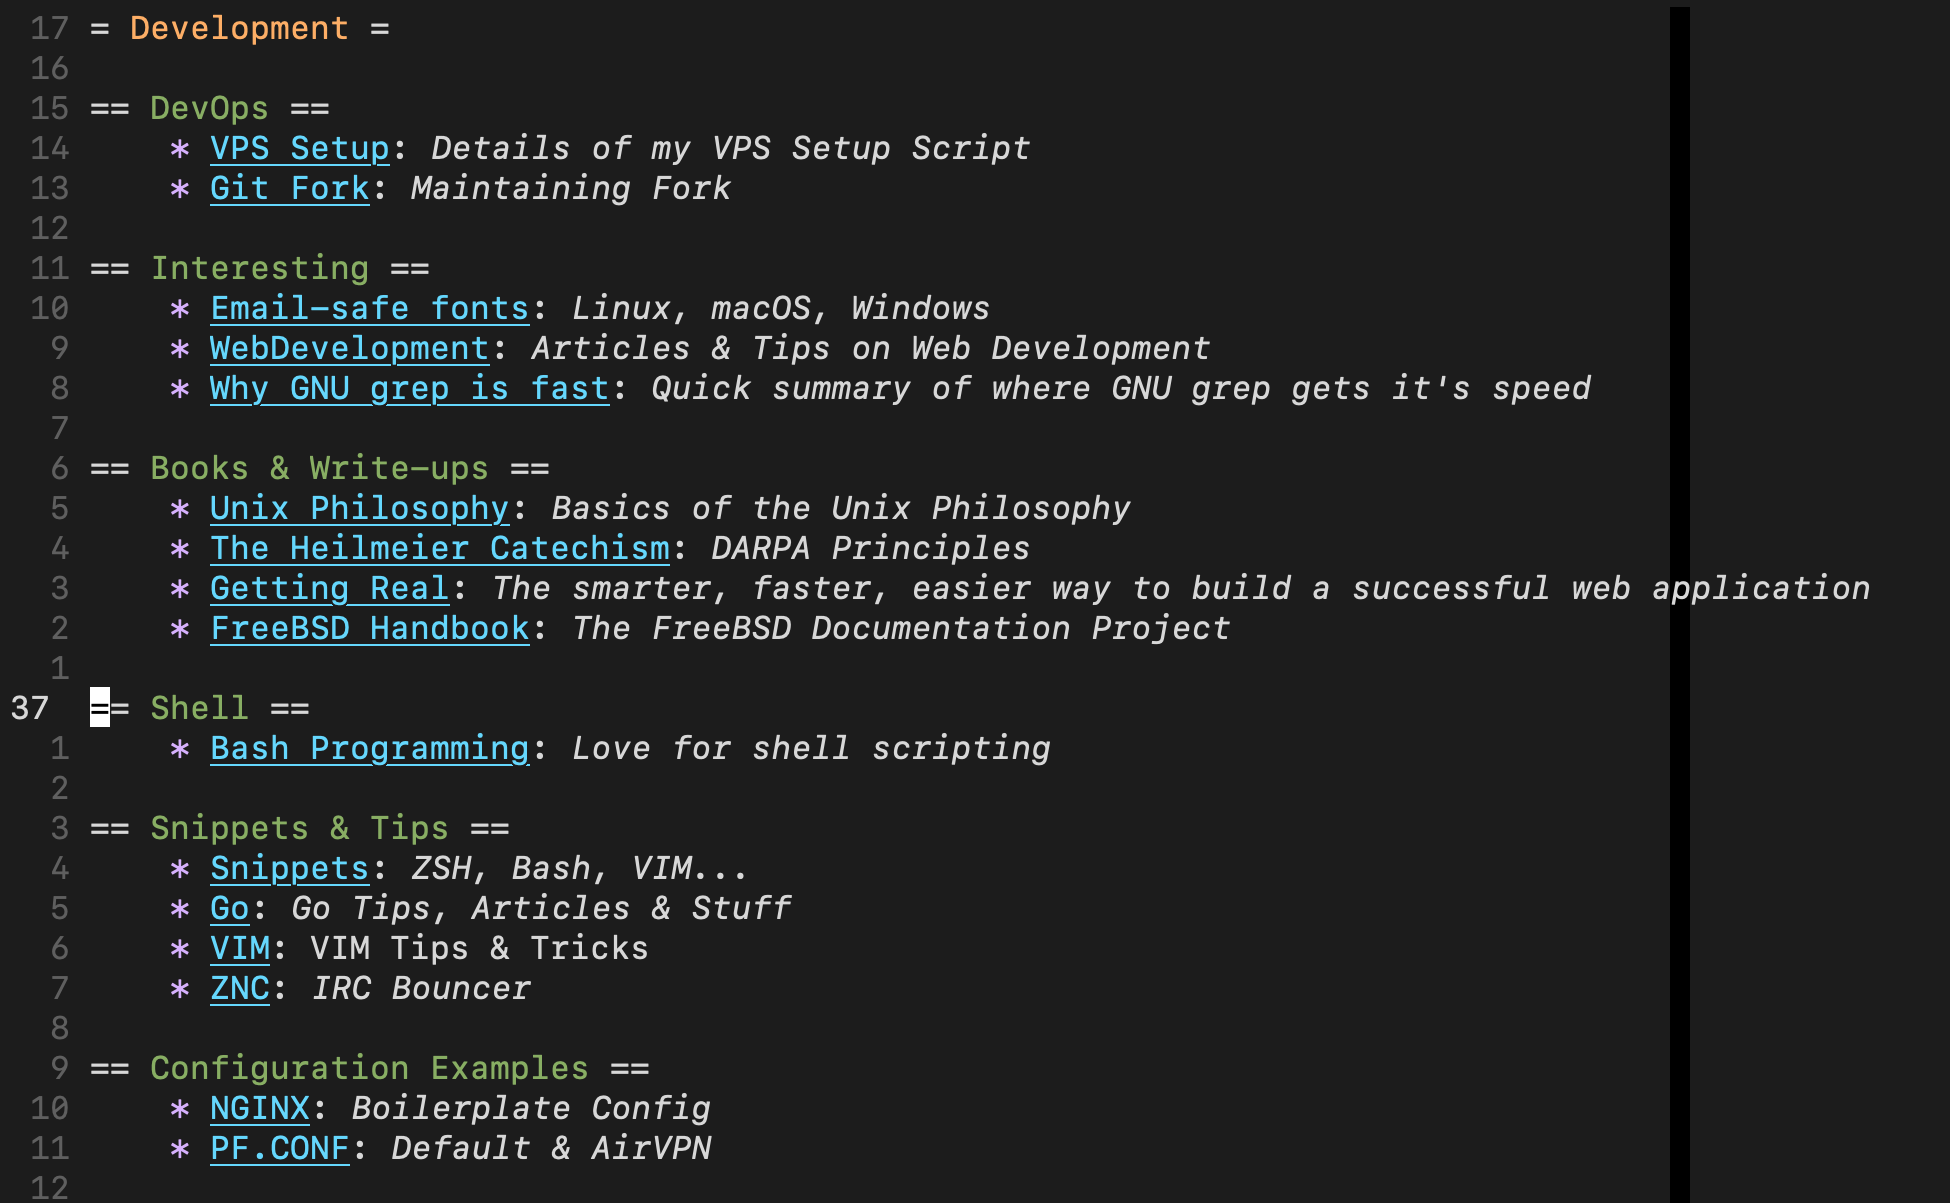 17 = Development =
16
15 == DevOps ==
14 * VPS Setup: Details of my VPS Setup Script
13 * Git Fork: Maintaining Fork
12
11 == Interesting ==
10 * Email-safe fonts: Linux, macOS, Windows
9 * WebDevelopment: Articles & Tips on Web Development
8 * Why GNU grep is fast: Quick summary of where GNU grep gets it's speed
7
6 == Books & Write-ups ==
5 * Unix Philosophy: Basics of the Unix Philosophy
4 * The Heilmeier Catechism: DARPA Principles
3 * Getting Real: The smarter, faster, easier way to build a successful web application
2 * FreeBSD Handbook: The FreeBSD Documentation Project
1
37 == Shell ==
1 * Bash Programming: Love for shell scripting
2
3 == Snippets & Tips ==
4 * Snippets: ZSH, Bash, VIM...
5 * Go: Go Tips, Articles & Stuff
6 * VIM: VIM Tips & Tricks
7 * ZNC: IRC Bouncer
8
9 == Configuration Examples ==
10 * NGINX: Boilerplate Config
11 * PF.CONF: Default & AirVPN
12